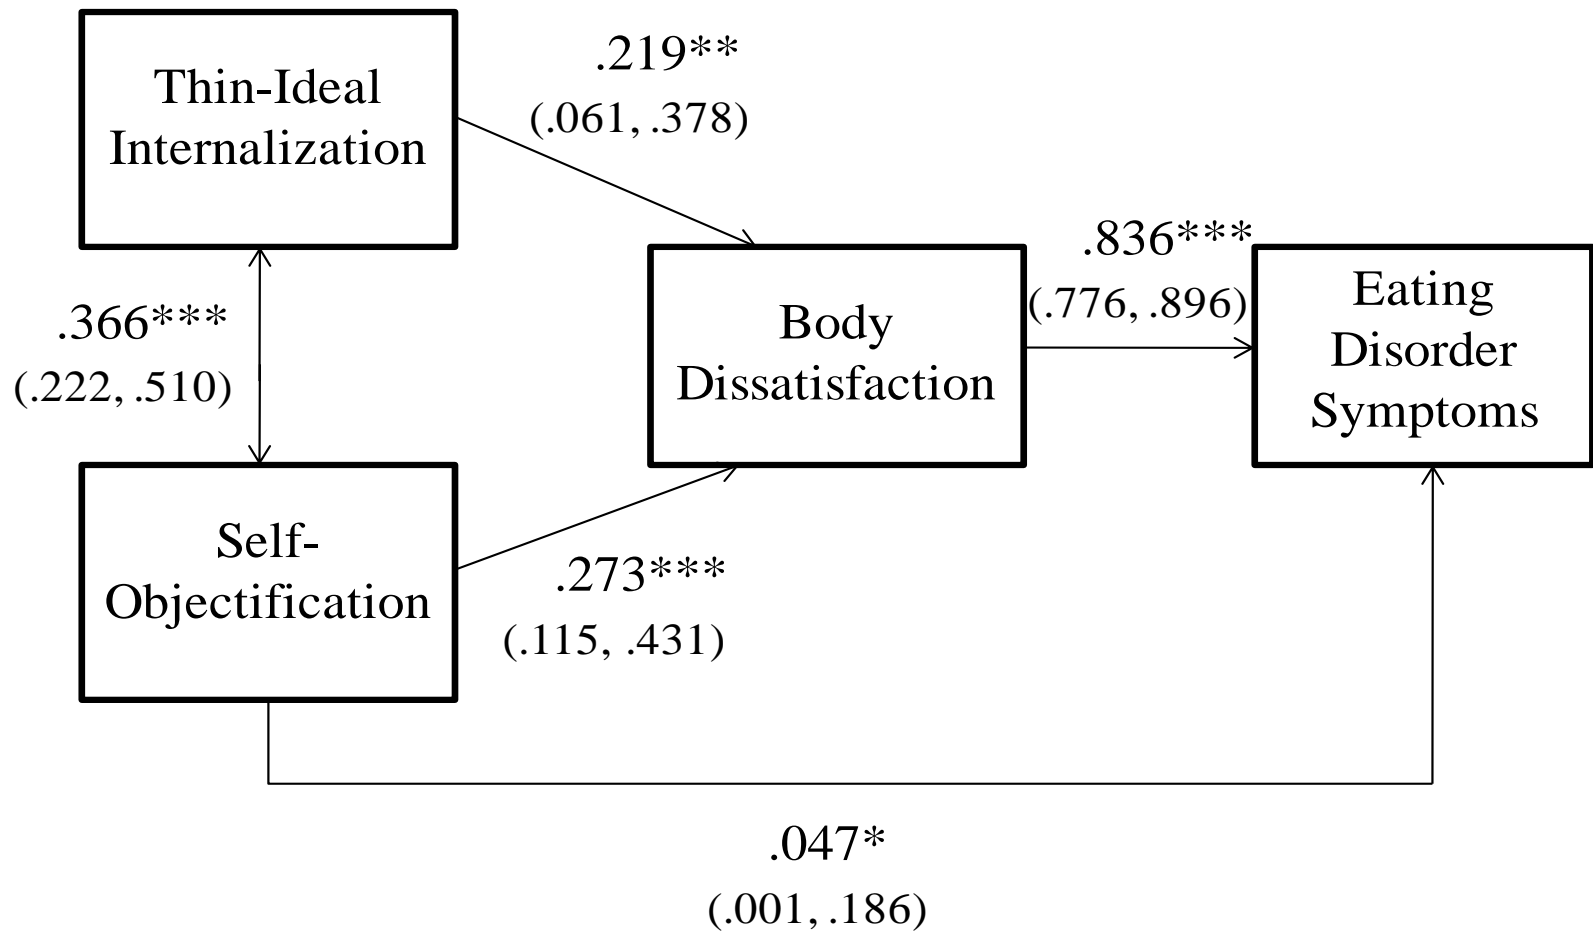 Thin-Ideal
Internalization
.219**
(.061, .378)
.366***
(.222, .510)
Body
Dissatisfaction
.836***
(.776, .896)
Eating
Disorder
Symptoms
Self-
Objectification
.273***
(.115, .431)
.047*
(.001, .186)